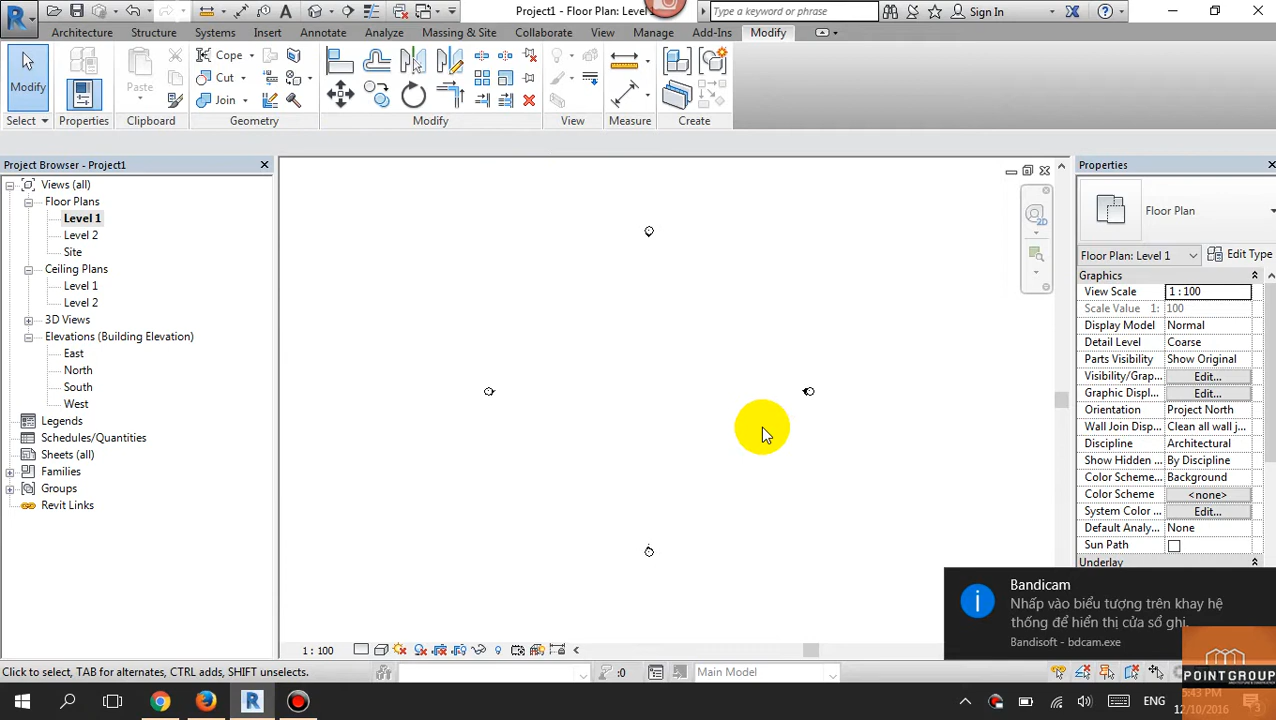 Project1 - Floor Plan: Level
Type a keyword or phrase
Sign In
Architecture
Structure
Systems
Insert
Annotate
Analyze
Massing & Site
Collaborate
View
Manage
Add-Ins
Modify
Modify
Paste
Cope
Cut
Join
Select
Properties
Clipboard
Geometry
Modify
View
Measure
Create
Project Browser - Project1
Views (all)
Floor Plans
Level 1
Level 2
Site
Ceiling Plans
Level 1
Level 2
3D Views
Elevations (Building Elevation)
East
North
South
West
Legends
Schedules/Quantities
Sheets (all)
Families
Groups
Revit Links
2D
Properties
Floor Plan
Floor Plan: Level 1
Edit Type
Graphics
View Scale 1 : 100
Scale Value 1: 100
Display Model Normal
Detail Level Coarse
Parts Visibility Show Original
Visibility/Grap... Edit...
Graphic Displ... Edit...
Orientation Project North
Wall Join Disp... Clean all wall j...
Discipline Architectural
Show Hidden ... By Discipline
Color Scheme... Background
Color Scheme <none>
System Color ... Edit...
Default Analy... None
Sun Path
Underlay
Bandicam
Nhấp vào biểu tượng trên khay hệ
thống để hiển thị cửa sổ ghi.
Bandisoft - bdcam.exe
1 : 100
Click to select, TAB for alternates, CTRL adds, SHIFT unselects.
:0
Main Model
POINTGROUP
ENG
5:43 PM
12/10/2016